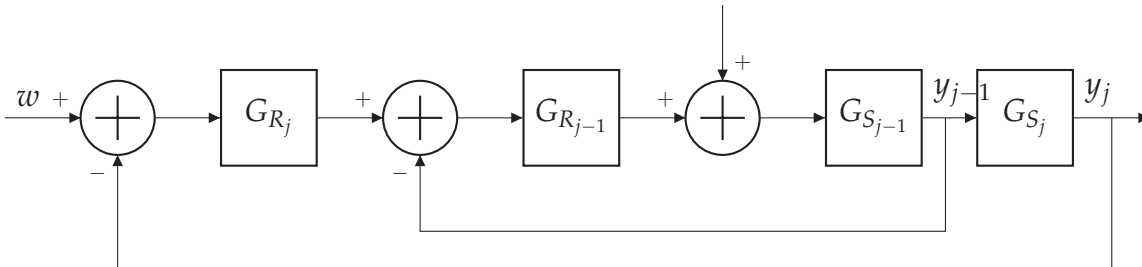 w
+
−
G_{R_j}
+
−
G_{R_{j−1}}
+
+
G_{S_{j−1}}
y_{j−1}
G_{S_j}
y_j